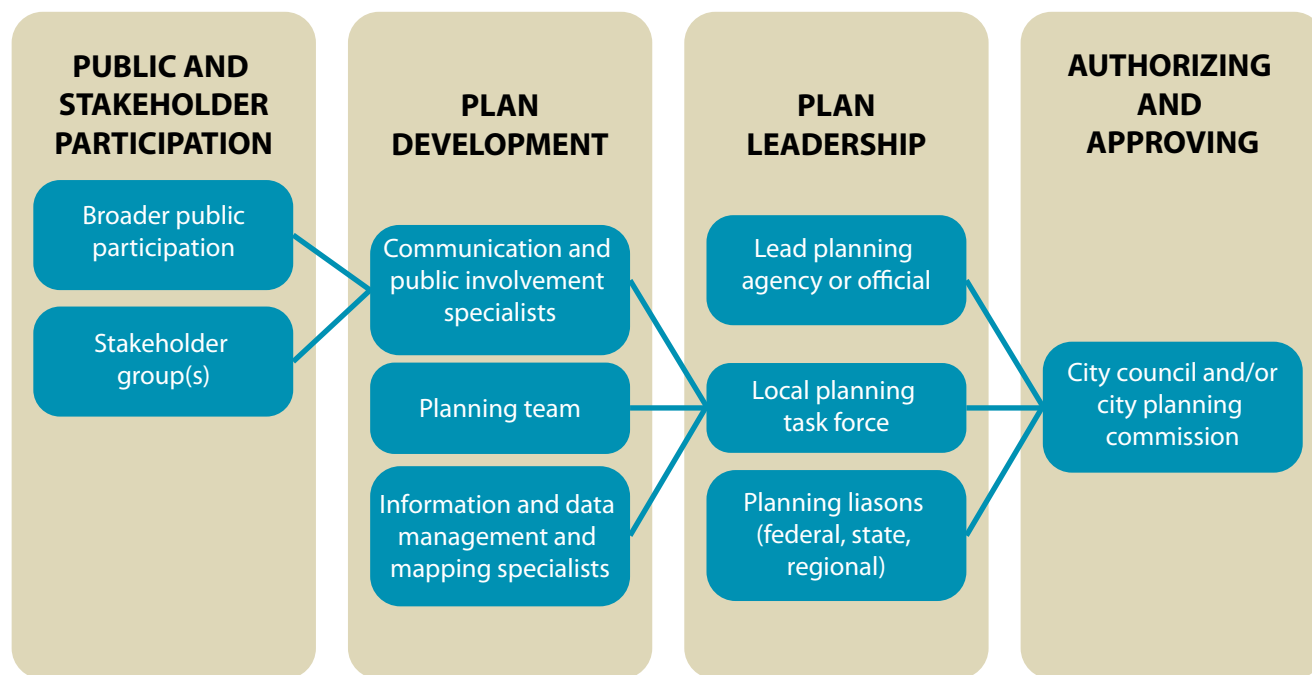 PUBLIC AND
STAKEHOLDER
PARTICIPATION
Broader public
participation
Stakeholder
group(s)
PLAN
DEVELOPMENT
Communication and
public involvement
specialists
Planning team
Information and data
management and
mapping specialists
PLAN
LEADERSHIP
Lead planning
agency or official
Local planning
task force
Planning liasons
(federal, state,
regional)
AUTHORIZING
AND
APPROVING
City council and/or
city planning
commission